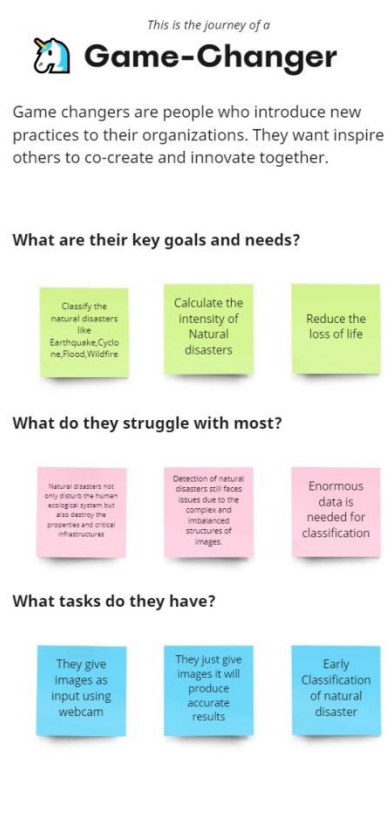 This is the journey of a
Game-Changer
Game changers are people who introduce new
practices to their organizations. They want inspire
others to co-create and innovate together.
What are their key goals and needs?
Classify the
natural disasters
like
Earthquake,Cyclo
ne,Flood,Wildfire
Calculate the
intensity of
Natural
disasters
Reduce the
loss of life
What do they struggle with most?
Natural disasters not
only disturb the human
ecological system but
also destroy the
properties and critical
infrastructures
Detection of natural
disasters still faces
issues due to the
complex and
imbalanced
structures of
images.
Enormous
data is
needed for
classification
What tasks do they have?
They give
images as
input using
webcam
They just give
images it will
produce
accurate
results
Early
Classification
of natural
disaster